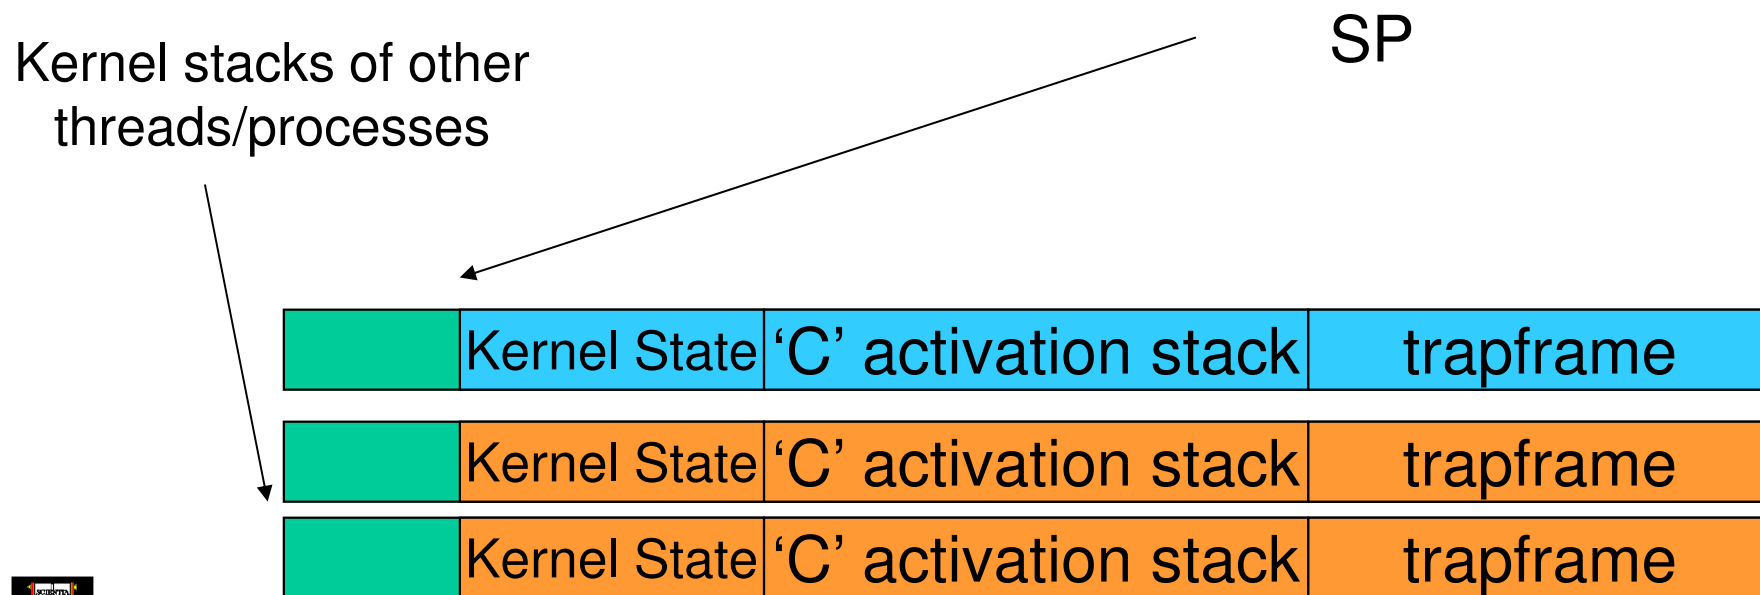 SP
Kernel stacks of other
threads/processes
Kernel State ‘C’ activation stack trapframe
Kernel State ‘C’ activation stack trapframe
Kernel State ‘C’ activation stack trapframe
SCIENTIA